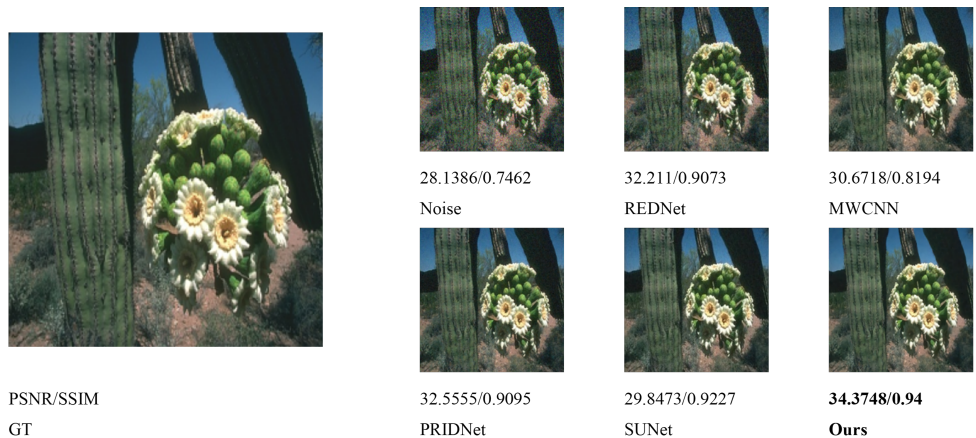 28.1386/0.7462
32.211/0.9073
30.6718/0.8194
Noise
REDNet
MWCNN
PSNR/SSIM
32.5555/0.9095
29.8473/0.9227
34.3748/0.94
GT
PRIDNet
SUNet
Ours